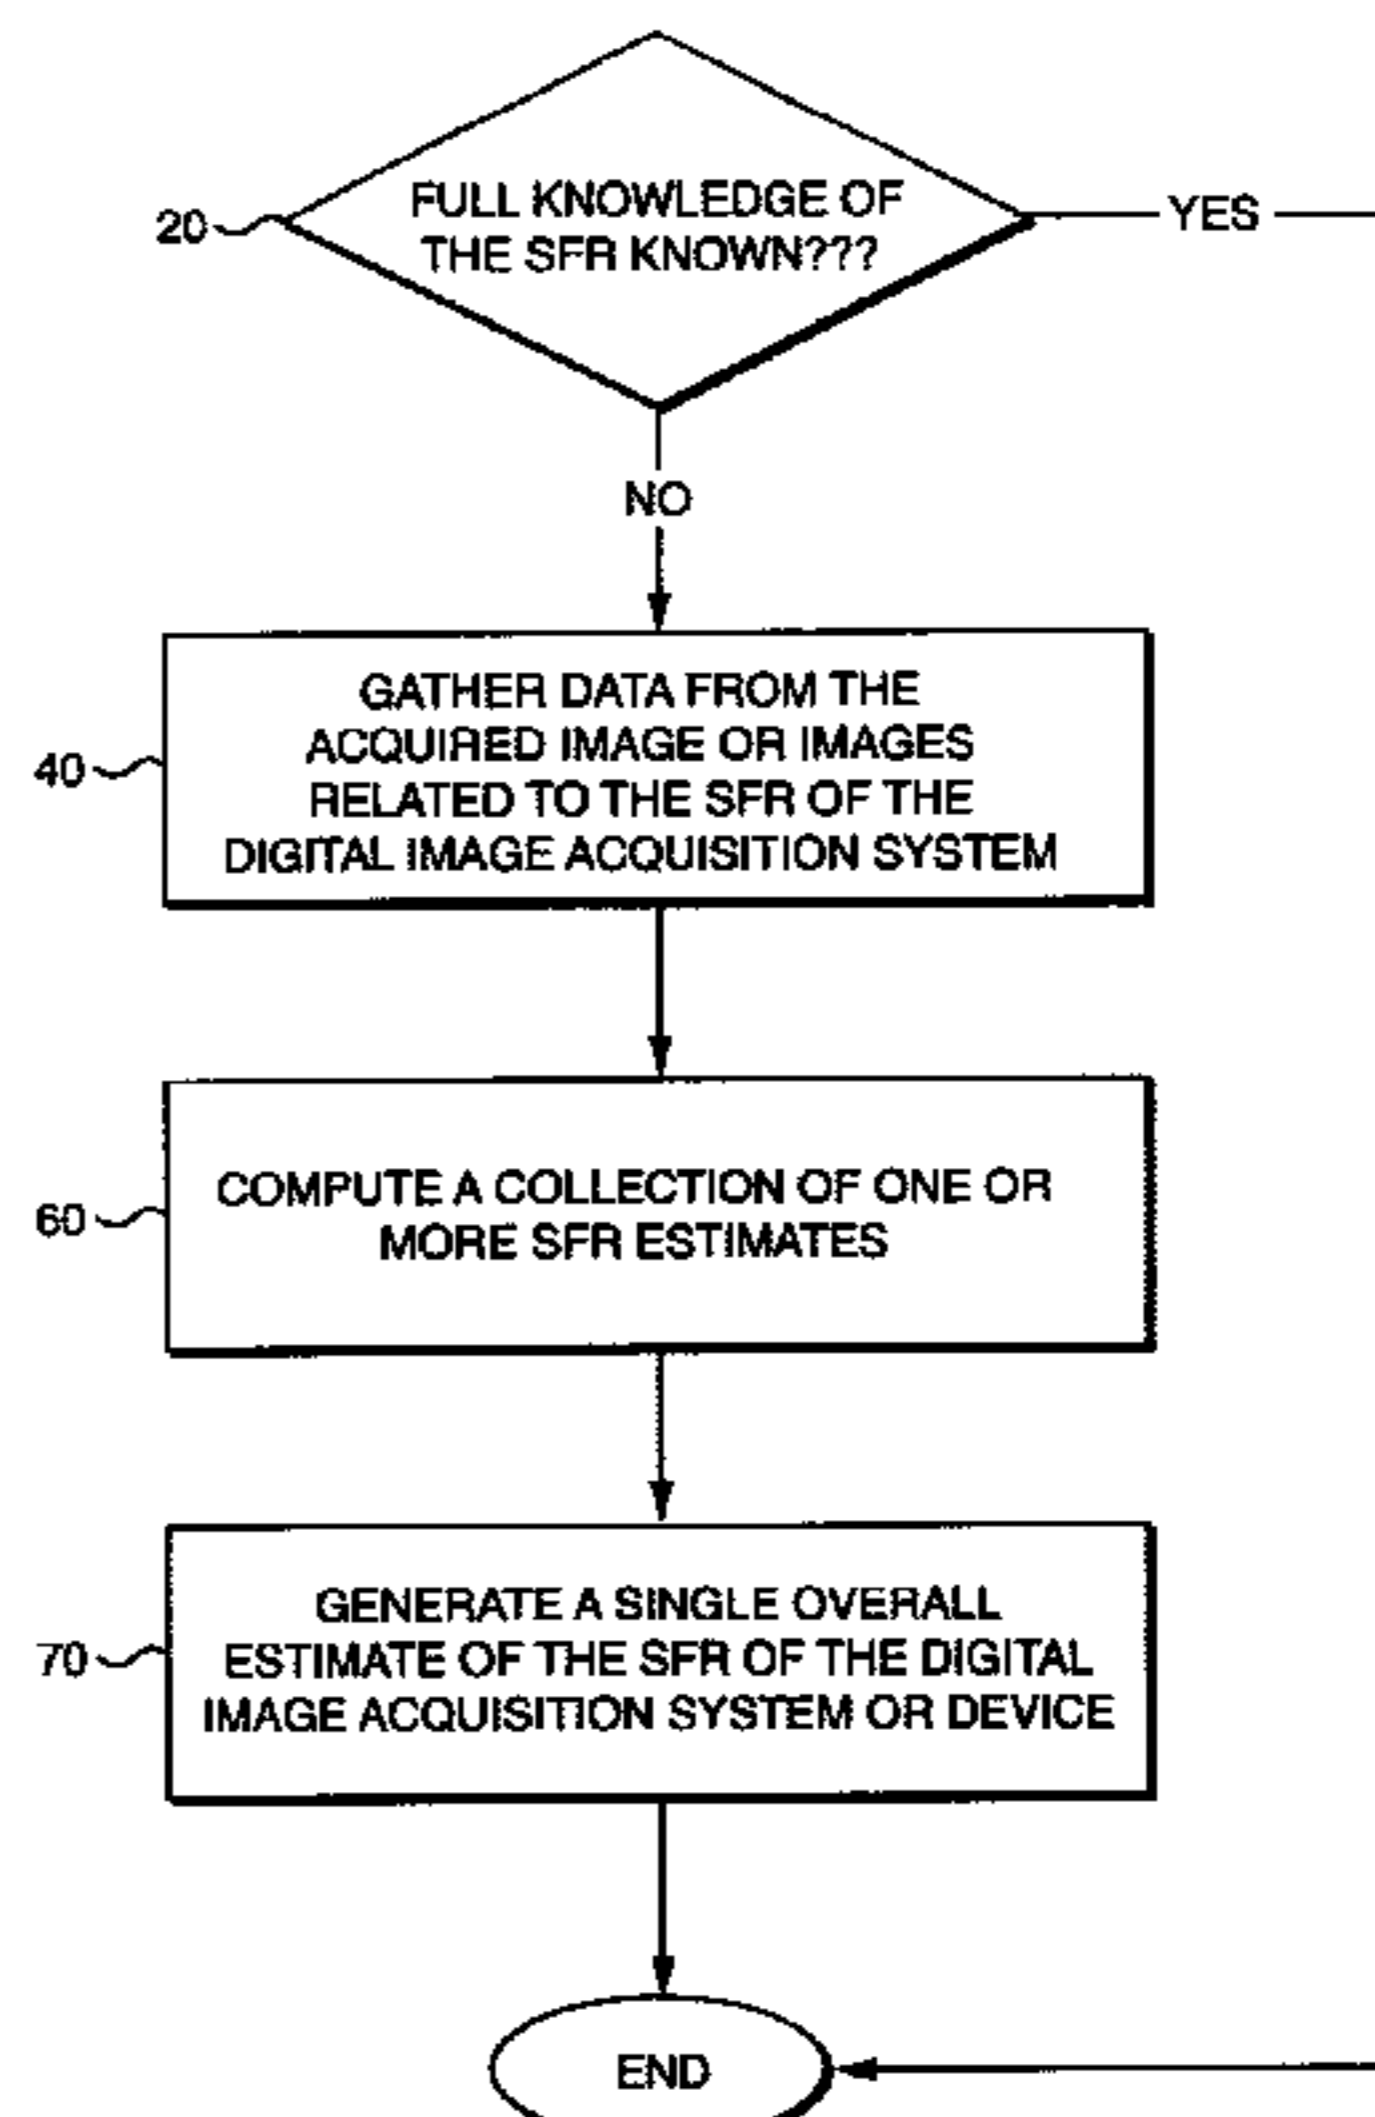 FULL KNOWLEDGE OF
THE SFR KNOWN???
20
YES
NO
GATHER DATA FROM THE
ACQUIRED IMAGE OR IMAGES
RELATED TO THE SFR OF THE
DIGITAL IMAGE ACQUISITION SYSTEM
40
COMPUTE A COLLECTION OF ONE OR
MORE SFR ESTIMATES
60
GENERATE A SINGLE OVERALL
ESTIMATE OF THE SFR OF THE DIGITAL
IMAGE ACQUISITION SYSTEM OR DEVICE
70
END